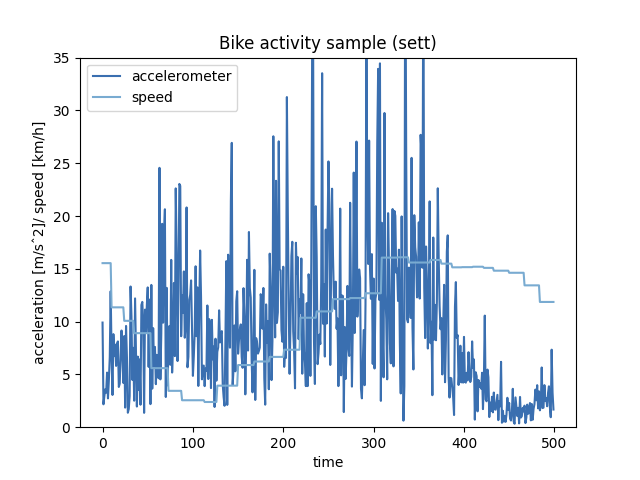 Bike activity sample (sett)
accelerometer
speed
35
30
25
20
15
10
5
0
acceleration [m/s^2]/ speed [km/h]
0 100 200 300 400 500
time